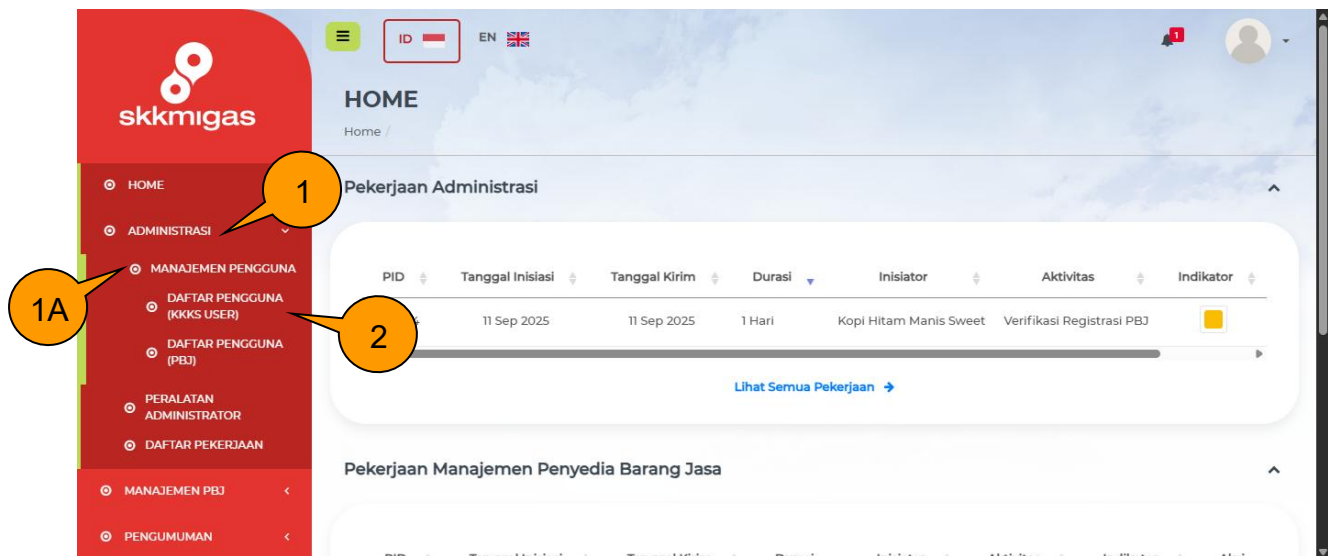 skkmigas
ID
EN
1
HOME
Home /
HOME
ADMINISTRASI
MANAJEMEN PENGGUNA
DAFTAR PENGGUNA
(KKKS USER)
DAFTAR PENGGUNA
(PBJ)
PERALATAN
ADMINISTRATOR
DAFTAR PEKERJAAN
MANAJEMEN PBJ
PENGUMUMAN
1
1A
2
Pekerjaan Administrasi
PID Tanggal Inisiasi Tanggal Kirim Durasi Inisiator Aktivitas Indikator
11 Sep 2025 11 Sep 2025 1 Hari Kopi Hitam Manis Sweet Verifikasi Registrasi PBJ
Lihat Semua Pekerjaan
Pekerjaan Manajemen Penyedia Barang Jasa